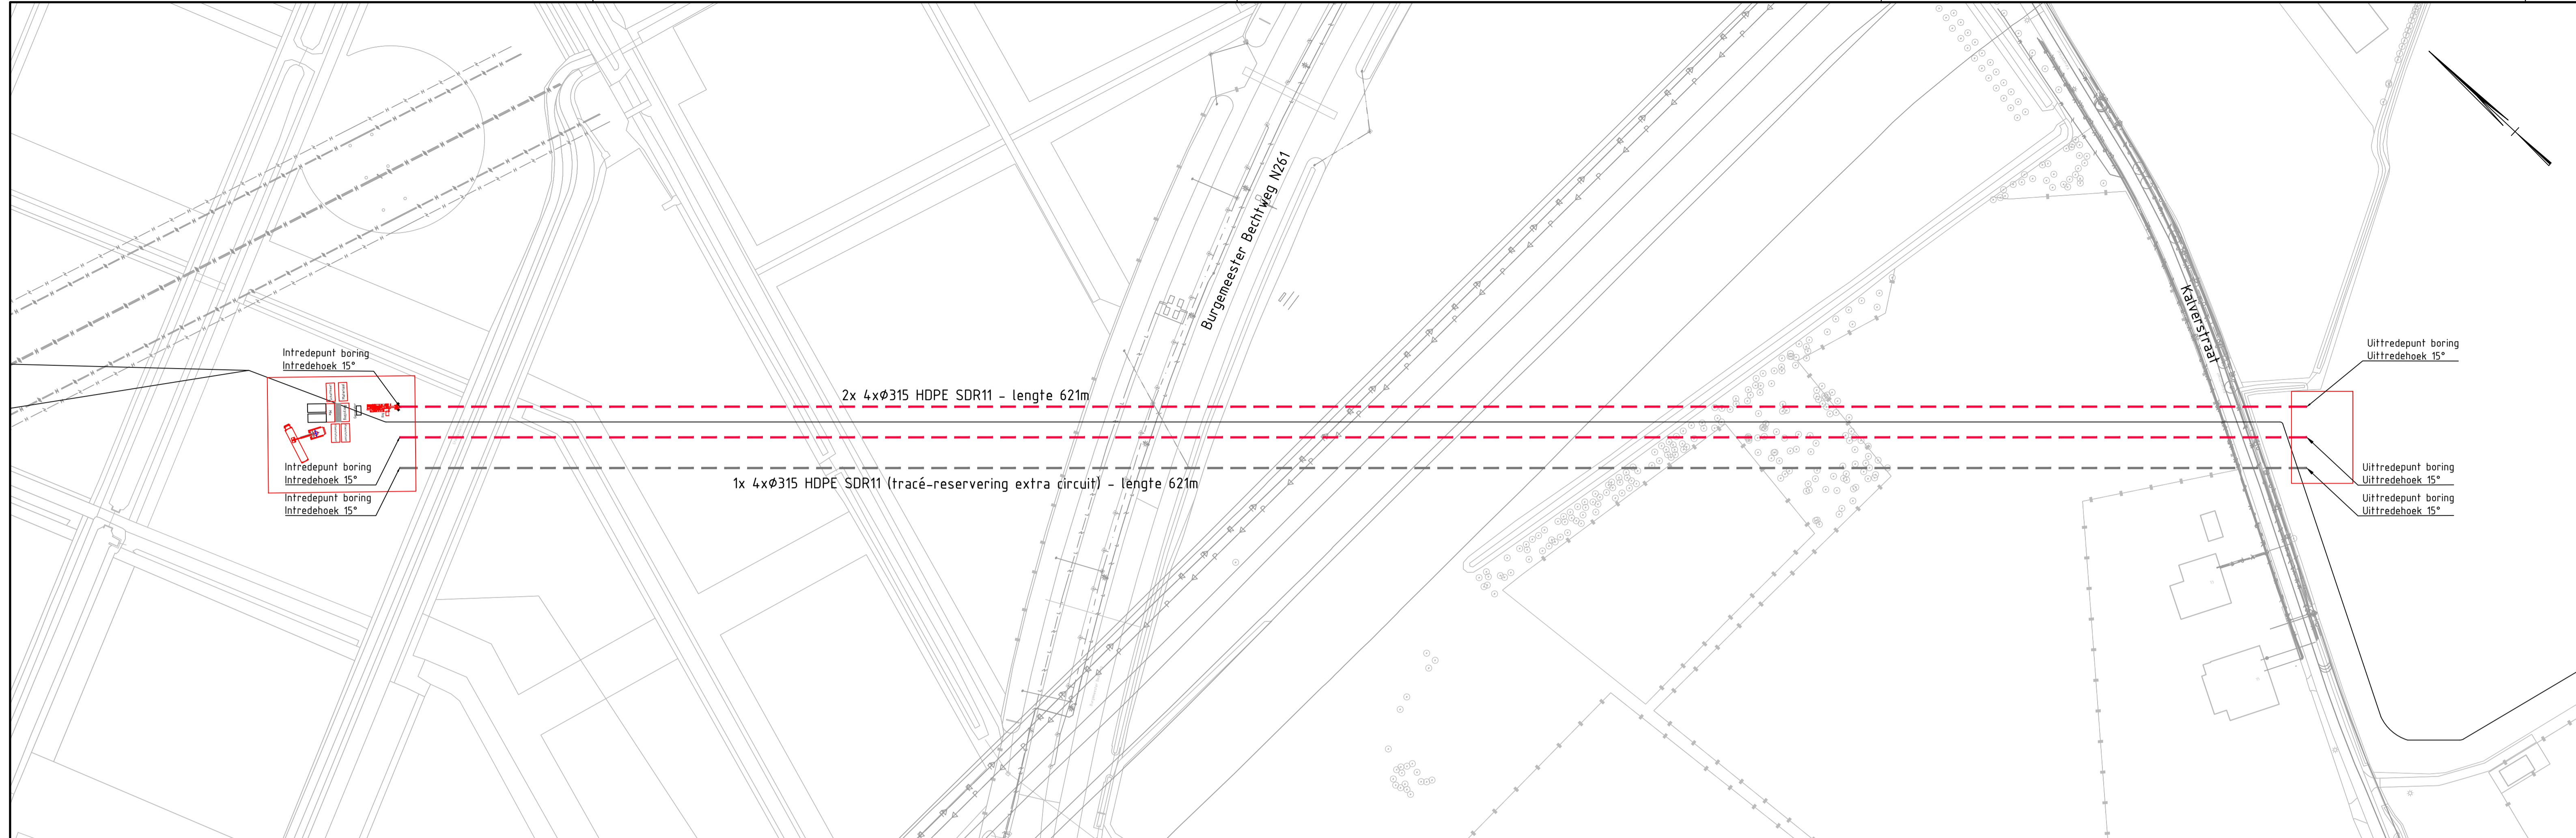 Burgemeester Bechtweg N261
Kalverstraat
Intredepunt boring
Intredehoek 15°
2x 4xØ315 HDPE SDR11 - lengte 621m
Uittredepunt boring
Uittredehoek 15°
Intredepunt boring
Intredehoek 15°
1x 4xØ315 HDPE SDR11 (tracé-reservering extra circuit) - lengte 621m
Uittredepunt boring
Uittredehoek 15°
Intredepunt boring
Intredehoek 15°
Uittredepunt boring
Uittredehoek 15°